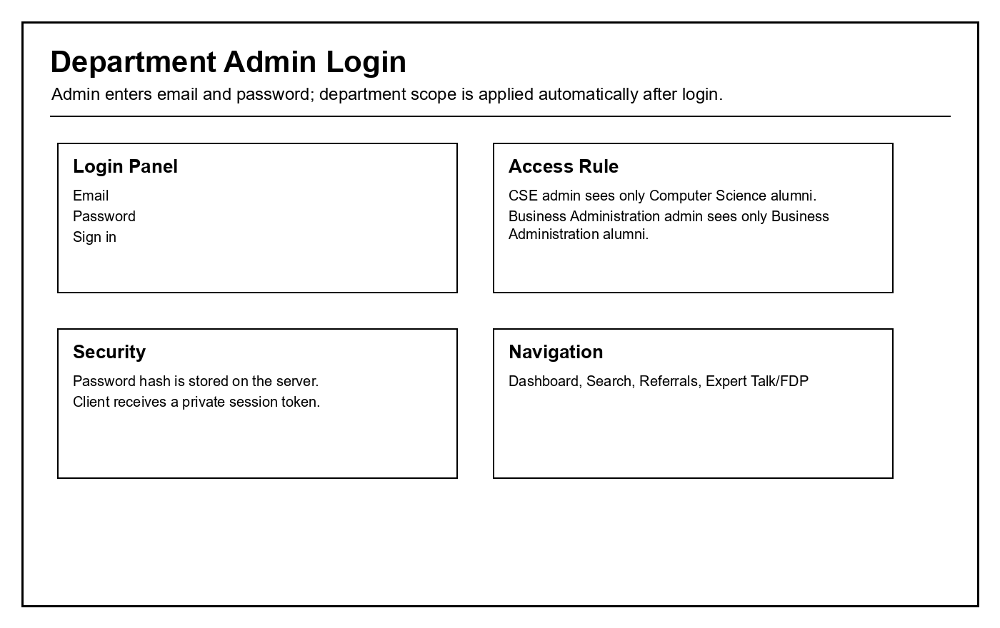 Department Admin Login
Admin enters email and password; department scope is applied automatically after login.
Login Panel
Email
Password
Sign in
Access Rule
CSE admin sees only Computer Science alumni.
Business Administration admin sees only Business
Administration alumni.
Security
Password hash is stored on the server.
Client receives a private session token.
Navigation
Dashboard, Search, Referrals, Expert Talk/FDP